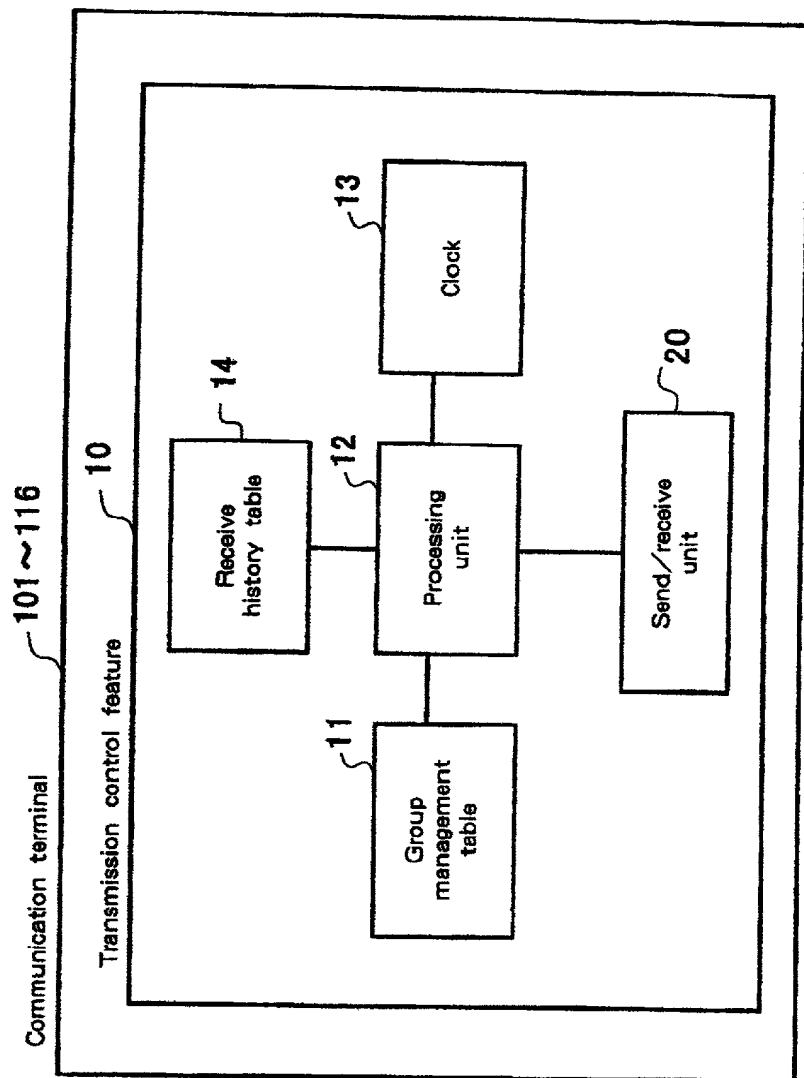 Communication terminal
101~116
Transmission control feature
10
14
Receive
history table
11
Group
management
table
12
Processing
unit
13
Clock
20
Send/receive
unit